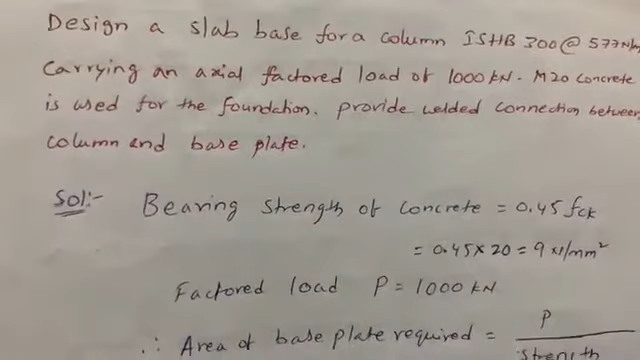 Design a slab base for a column ISHB 300@ 577N/m
Carrying an axial factored load of 1000 kN. M20 concrete
is used for the foundation. provide welded connection between
column and base plate.
Sol:- Bearing strength of concrete = 0.45 fck
= 0.45×20 = 9 N/mm²
Factored load P = 1000 kN
∴ Area of base plate required = P
strength